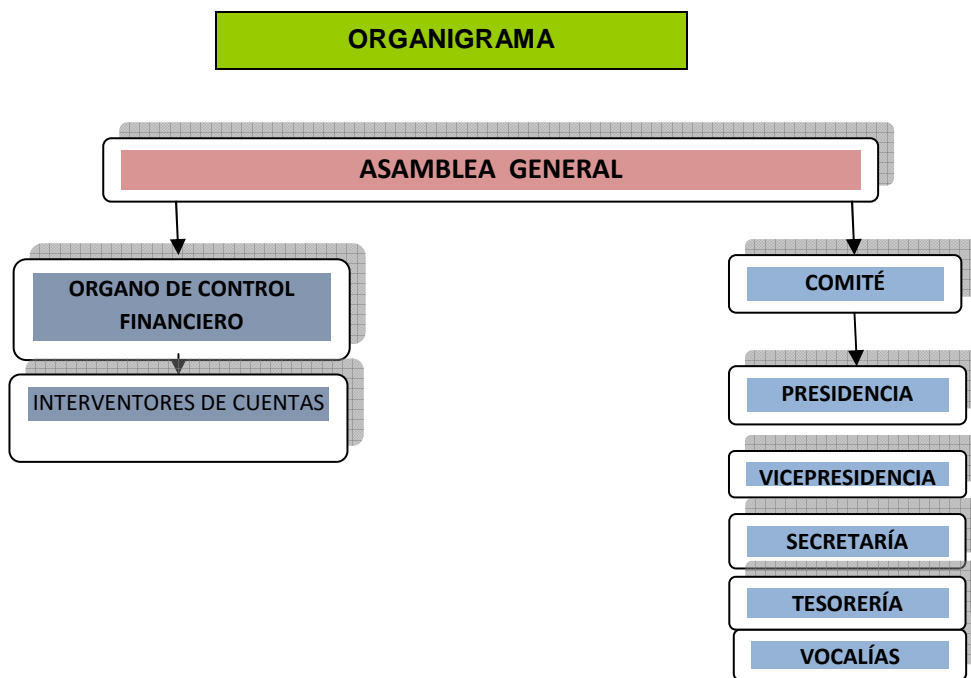 ORGANIGRAMA
ASAMBLEA GENERAL
ORGANO DE CONTROL
FINANCIERO
INTERVENTORES DE CUENTAS
COMITÉ
PRESIDENCIA
VICEPRESIDENCIA
SECRETARÍA
TESORERÍA
VOCALÍAS